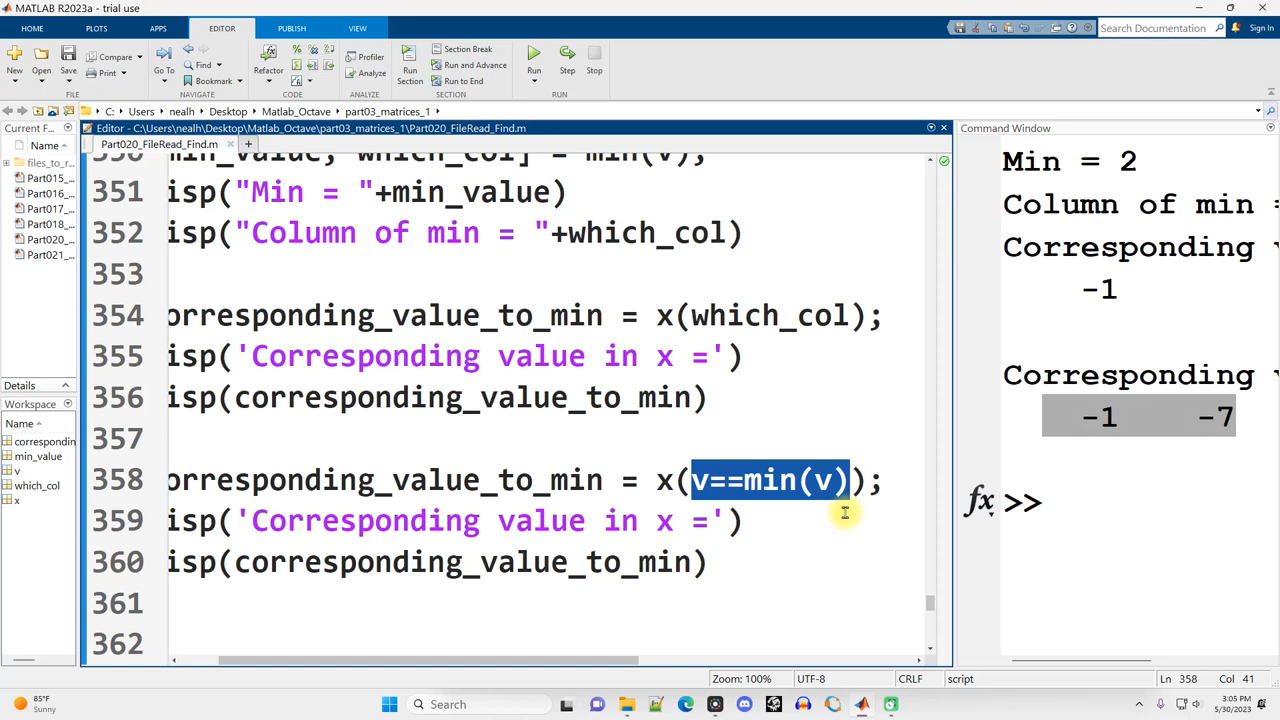 MATLAB R2023a - trial use
HOME PLOTS APPS EDITOR PUBLISH VIEW
Search Documentation Sign In
New Open Save Compare Print
Go To Find Bookmark
Refactor
Profiler Analyze
Run Section Section Break Run and Advance Run to End
Run Step Stop
FILE NAVIGATE CODE ANALYZE SECTION RUN
C: Users nealh Desktop Matlab_Octave part03_matrices_1
Current F...
Name
files_to_r...
Part015_...
Part016_...
Part017_...
Part018_...
Part020_...
Part021_...
Details
Workspace
Name
correspondin
min_value
v
which_col
x
Editor - C:\Users\nealh\Desktop\Matlab_Octave\part03_matrices_1\Part020_FileRead_Find.m
Part020_FileRead_Find.m
350 min_value, which_col] = min(v);
351 isp("Min = "+min_value)
352 isp("Column of min = "+which_col)
353
354 orresponding_value_to_min = x(which_col);
355 isp('Corresponding value in x =')
356 isp(corresponding_value_to_min)
357
358 orresponding_value_to_min = x(v==min(v));
359 isp('Corresponding value in x =')
360 isp(corresponding_value_to_min)
361
362
Command Window
Min = 2
Column of min =
Corresponding v
-1
Corresponding v
-1 -7
fx >>
Zoom: 100% UTF-8 CRLF script Ln 358 Col 41
85°F
Sunny
Search
3:05 PM
5/30/2023